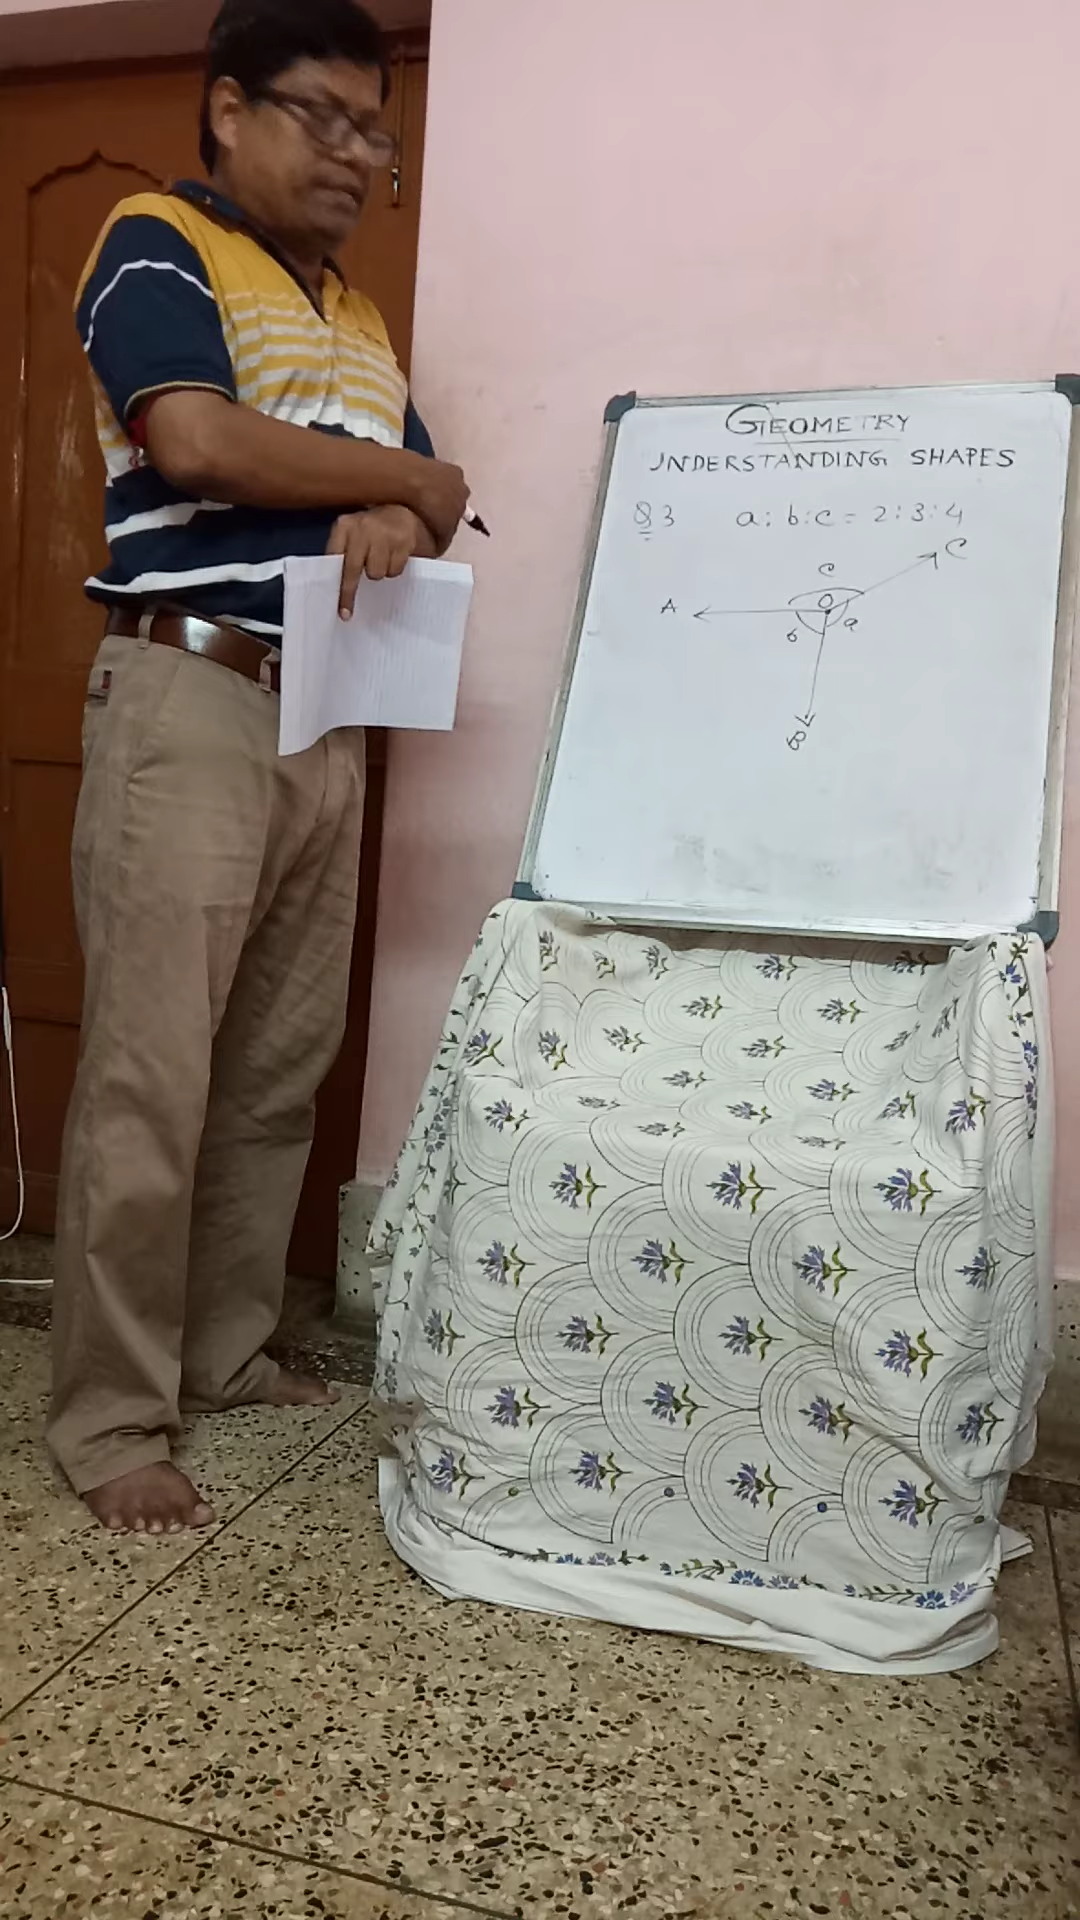 GEOMETRY
UNDERSTANDING SHAPES
Q3 a:b:c = 2:3:4
C
c
A
O
b a
B